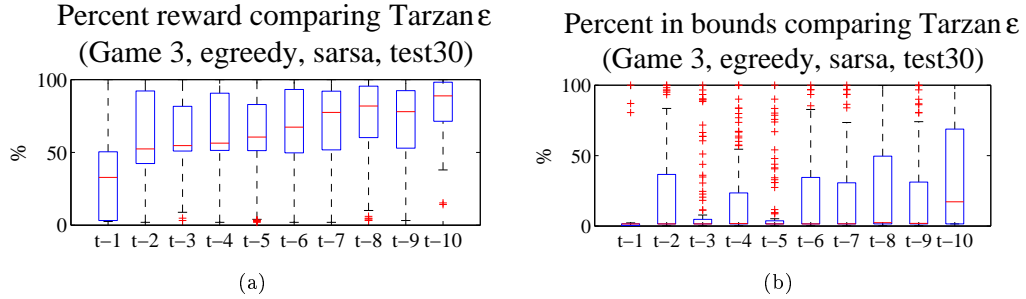 Percent reward comparing Tarzan ε
(Game 3, egreedy, sarsa, test30)
100
50
0
%
t−1 t−2 t−3 t−4 t−5 t−6 t−7 t−8 t−9 t−10
(a)
Percent in bounds comparing Tarzan ε
(Game 3, egreedy, sarsa, test30)
100
50
0
%
t−1 t−2 t−3 t−4 t−5 t−6 t−7 t−8 t−9 t−10
(b)